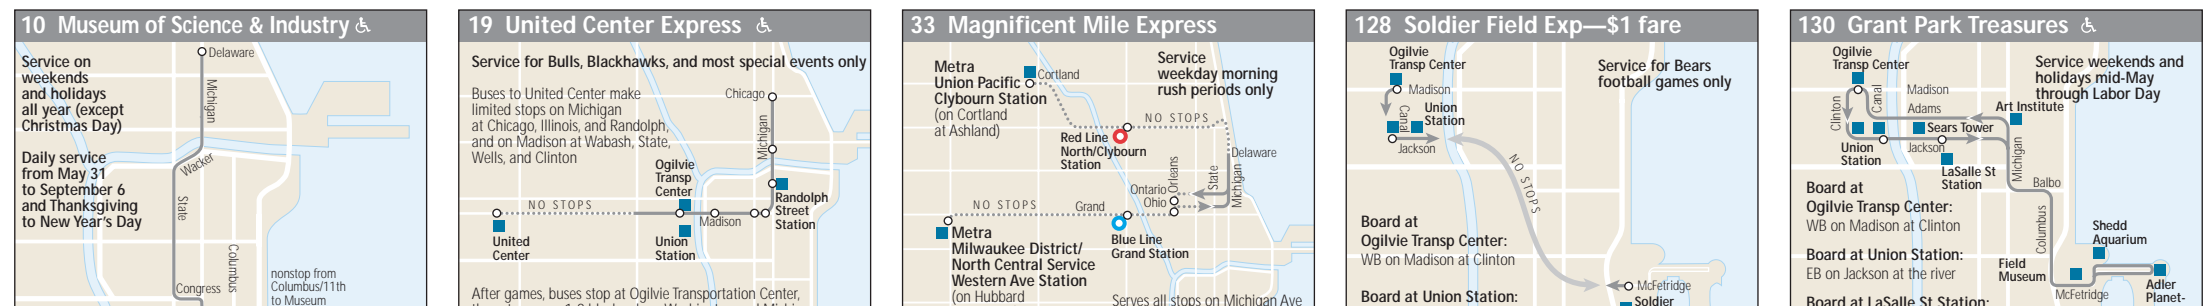 10 Museum of Science & Industry
Delaware
Service on
weekends
and holidays
all year (except
Christmas Day)
Michigan
Daily service
from May 31
to September 6
and Thanksgiving
to New Year's Day
Wacker
State
Columbus
Congress
nonstop from
Columbus/11th
to Museum
19 United Center Express
Service for Bulls, Blackhawks, and most special events only
Buses to United Center make
limited stops on Michigan
at Chicago, Illinois, and Randolph,
and on Madison at Wabash, State,
Wells, and Clinton
Chicago
Michigan
Ogilvie
Transp
Center
Randolph
Street
Station
NO STOPS
Madison
United
Center
Union
Station
After games, buses stop at Ogilvie Transportation Center,
33 Magnificent Mile Express
Metra
Union Pacific
Clybourn Station
(on Cortland
at Ashland)
Cortland
Service
weekday morning
rush periods only
NO STOPS
Red Line
North/Clybourn
Station
Delaware
Orleans
State
Michigan
Ontario
Ohio
NO STOPS
Grand
Metra
Milwaukee District/
North Central Service
Western Ave Station
(on Hubbard
Blue Line
Grand Station
Serves all stops on Michigan Ave
128 Soldier Field Exp—$1 fare
Ogilvie
Transp Center
Madison
Canal
Union
Station
Jackson
Service for Bears
football games only
NO STOPS
Board at
Ogilvie Transp Center:
WB on Madison at Clinton
Board at Union Station:
McFetridge
Soldier
130 Grant Park Treasures
Ogilvie
Transp Center
Service weekends and
holidays mid-May
through Labor Day
Madison
Clinton
Canal
Adams
Art Institute
Sears Tower
Union
Station
Jackson
LaSalle St
Station
Michigan
Balbo
Board at
Ogilvie Transp Center:
WB on Madison at Clinton
Columbus
Shedd
Aquarium
Board at Union Station:
EB on Jackson at the river
Field
Museum
McFetridge
Adler
Planet-
Board at LaSalle St Station: